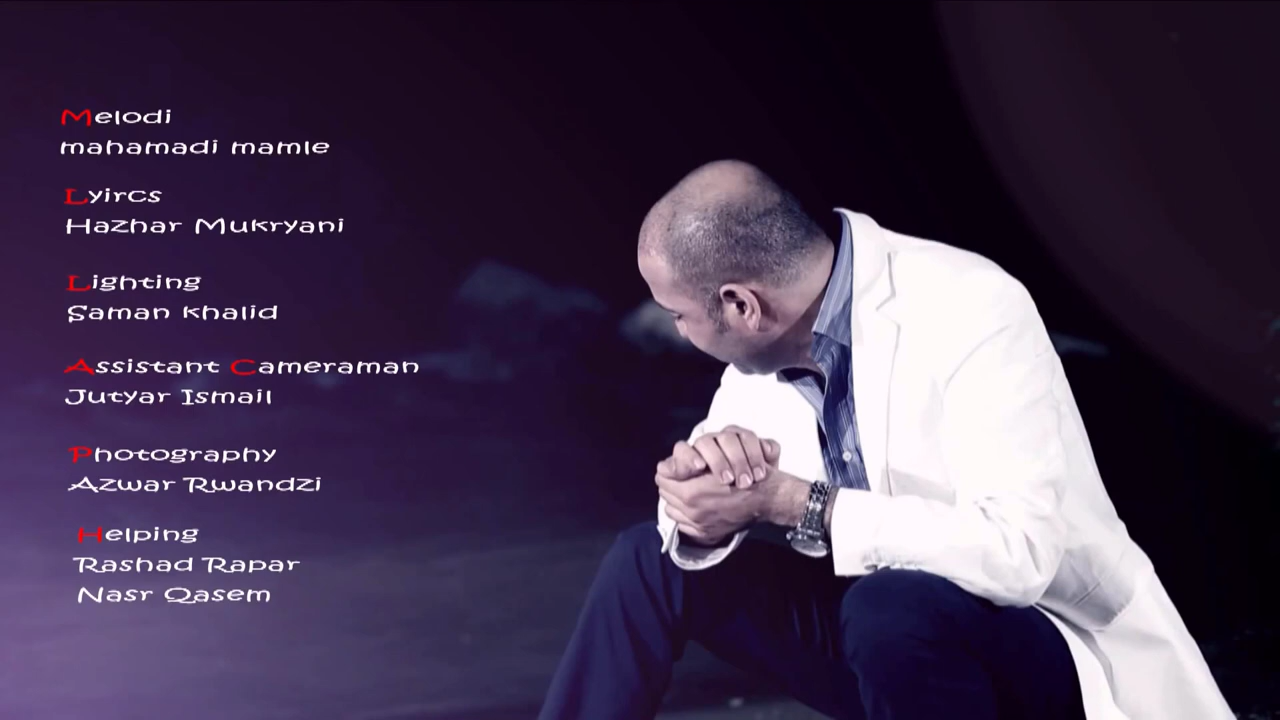 Melodi
mahamadi mamle
Lyircs
Hazhar Mukryani
Lighting
Saman khalid
Assistant Cameraman
Jutyar Ismail
Photography
Azwar Rwandzi
Helping
Rashad Rapar
Nasr Qasem